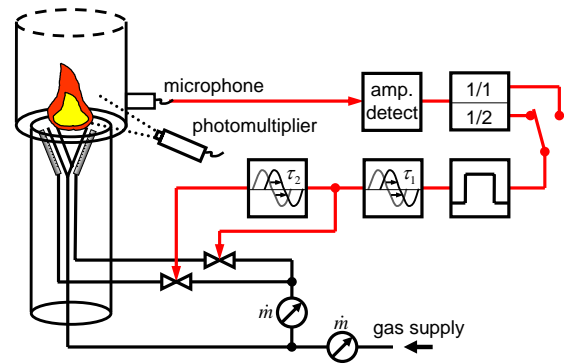 microphone
photomultiplier
amp.
detect
1/1
1/2
τ₂
τ₁
ṁ
ṁ
gas supply